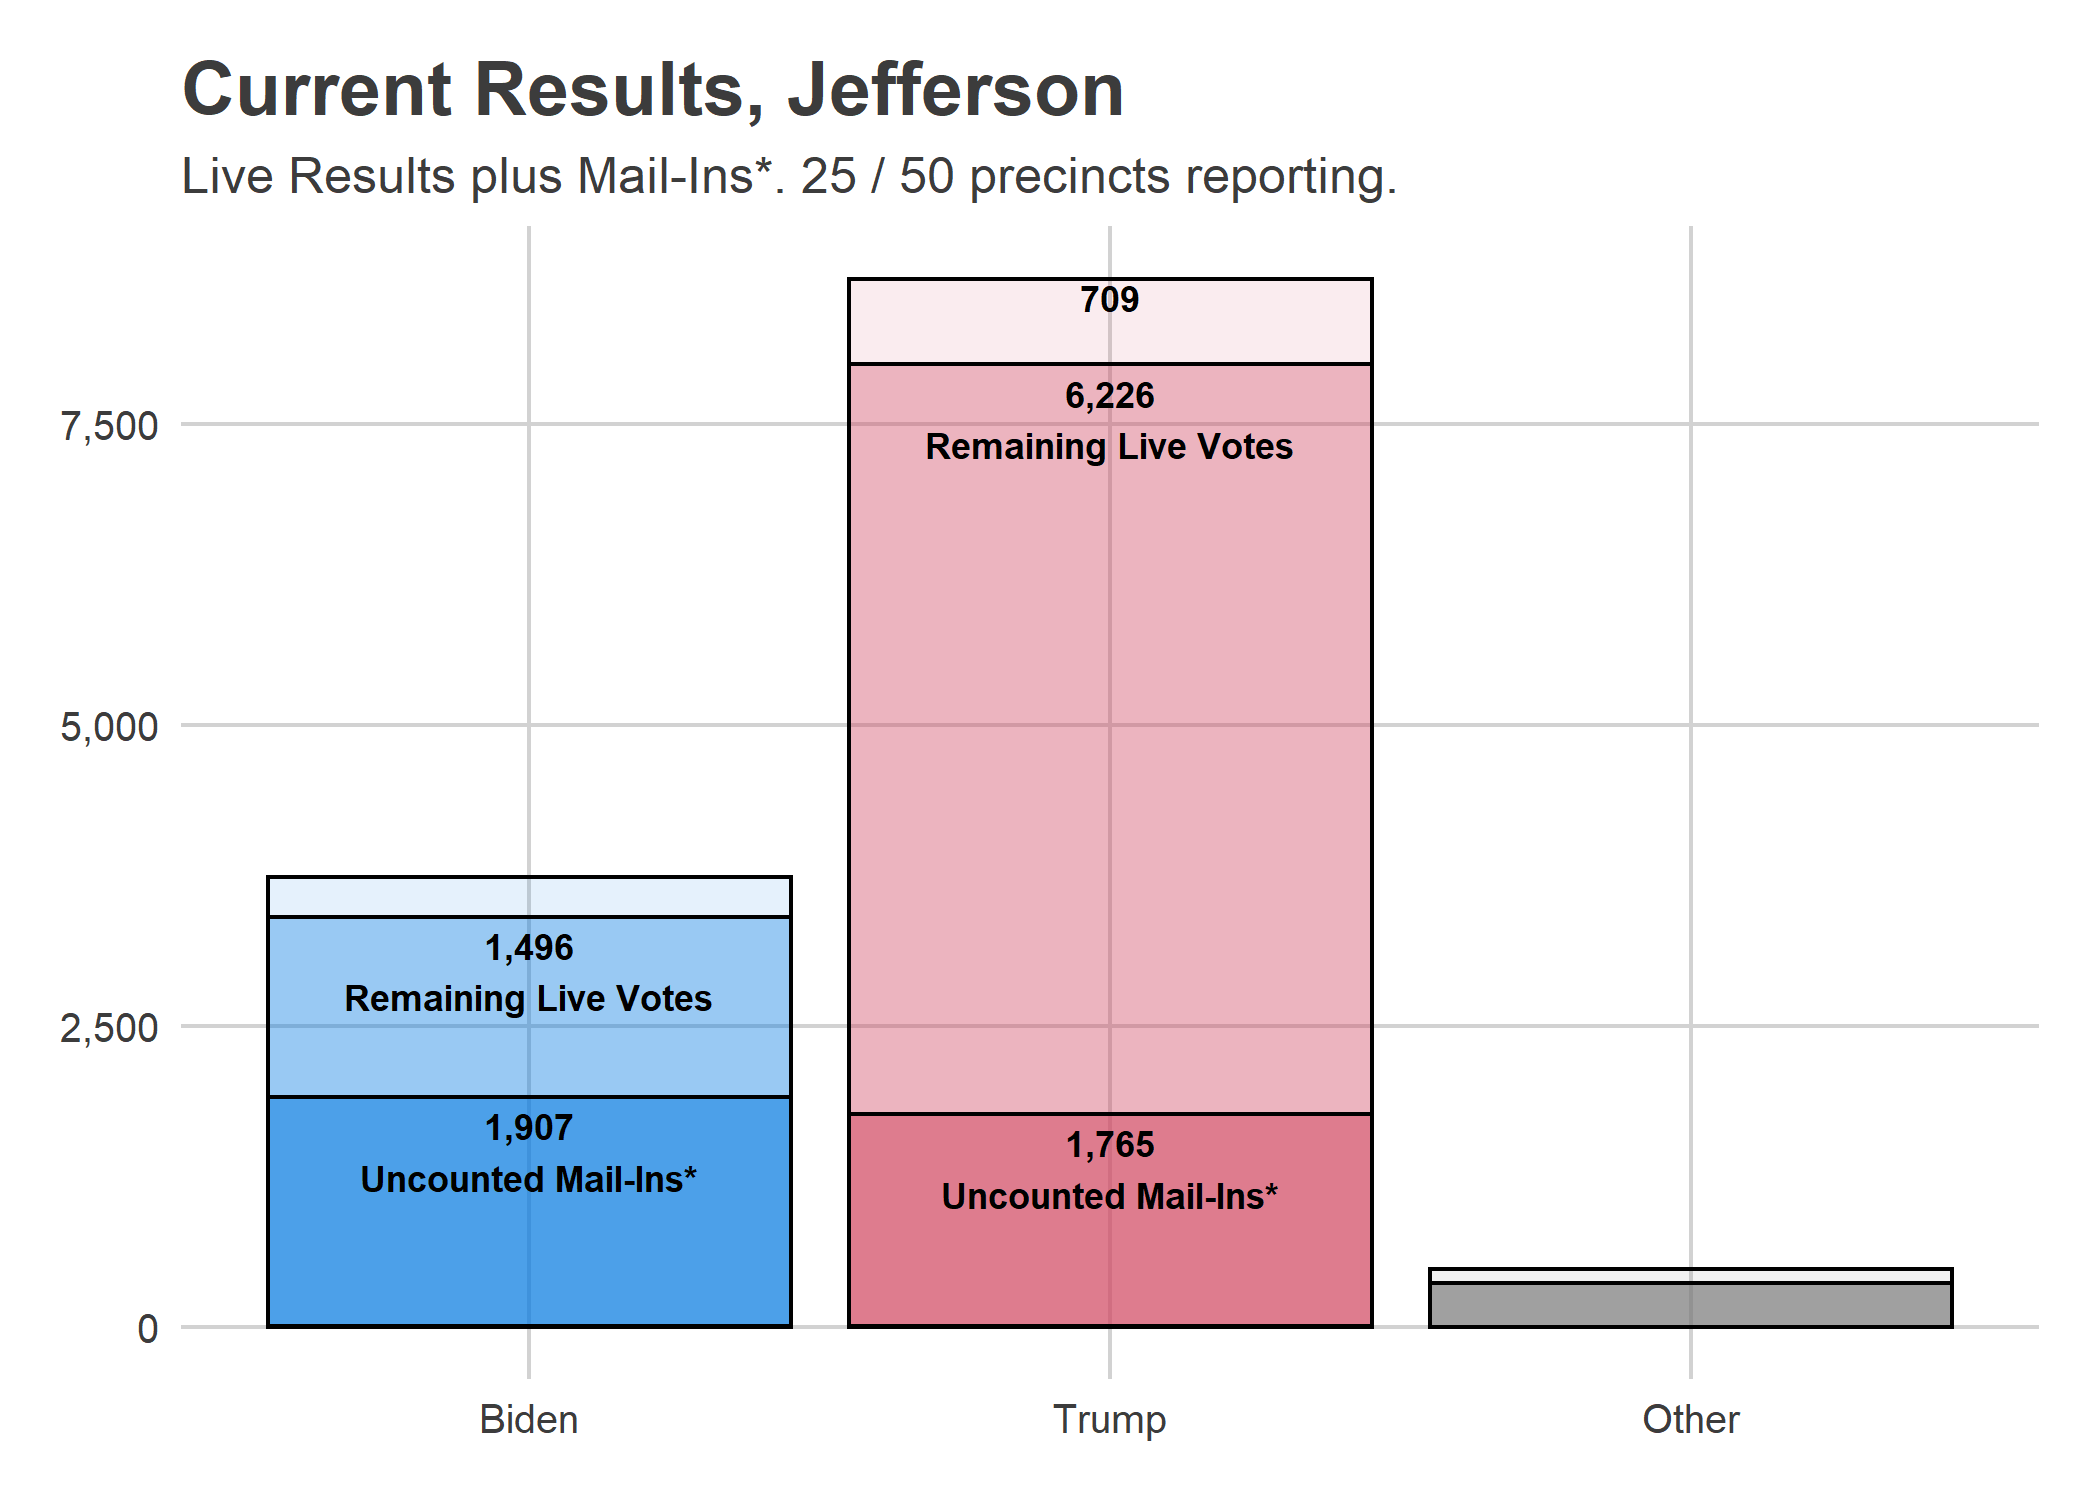 Current Results, Jefferson
Live Results plus Mail-Ins*. 25 / 50 precincts reporting.
709
6,226
Remaining Live Votes
7,500
5,000
1,496
Remaining Live Votes
2,500
1,907
Uncounted Mail-Ins*
1,765
Uncounted Mail-Ins*
0
Biden
Trump
Other